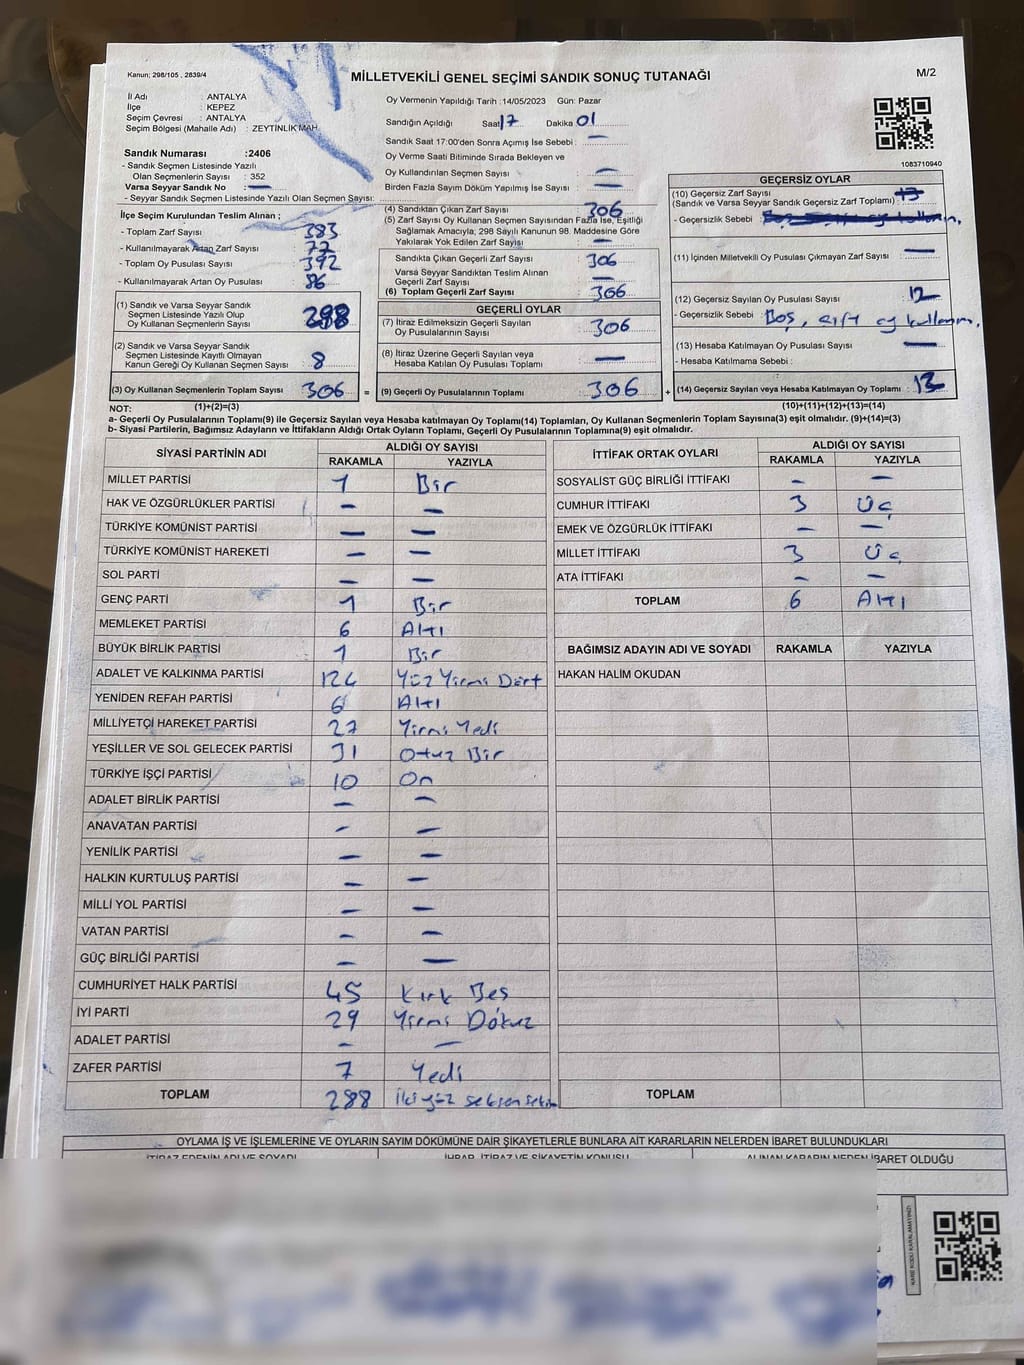 Kanun; 298/105 , 2839/4
MİLLETVEKİLİ GENEL SEÇİMİ SANDIK SONUÇ TUTANAĞI
M/2
İl Adı : ANTALYA
İlçe : KEPEZ
Seçim Çevresi : ANTALYA
Seçim Bölgesi (Mahalle Adı) : ZEYTİNLİK MAH.
Sandık Numarası :2406
- Sandık Seçmen Listesinde Yazılı
Olan Seçmenlerin Sayısı : 352
Varsa Seyyar Sandık No : —
- Seyyar Sandık Seçmen Listesinde Yazılı Olan Seçmen Sayısı:
Oy Vermenin Yapıldığı Tarih :14/05/2023 Gün: Pazar
Sandığın Açıldığı Saat 17 Dakika 01
Sandık Saat 17:00'den Sonra Açımış İse Sebebi : —
Oy Verme Saati Bitiminde Sırada Bekleyen ve
Oy Kullandırılan Seçmen Sayısı : —
Birden Fazla Sayım Döküm Yapılmış İse Sayısı : —
1083710940
İlçe Seçim Kurulundan Teslim Alınan ;
- Toplam Zarf Sayısı : 383
- Kullanılmayarak Artan Zarf Sayısı : 77
- Toplam Oy Pusulası Sayısı : 392
- Kullanılmayarak Artan Oy Pusulası : 86
(1) Sandık ve Varsa Seyyar Sandık
Seçmen Listesinde Yazılı Olup
Oy Kullanan Seçmenlerin Sayısı : 298
(2) Sandık ve Varsa Seyyar Sandık
Seçmen Listesinde Kayıtlı Olmayan
Kanun Gereği Oy Kullanan Seçmen Sayısı : 8
(3) Oy Kullanan Seçmenlerin Toplam Sayısı : 306 =
(1)+(2)=(3)
(4) Sandıktan Çıkan Zarf Sayısı : 306
(5) Zarf Sayısı Oy Kullanan Seçmen Sayısından Fazla İse, Eşitliği
Sağlamak Amacıyla, 298 Sayılı Kanunun 98. Maddesine Göre
Yakılarak Yok Edilen Zarf Sayısı : —
Sandıkta Çıkan Geçerli Zarf Sayısı : 306
Varsa Seyyar Sandıktan Teslim Alınan
Geçerli Zarf Sayısı : —
(6) Toplam Geçerli Zarf Sayısı : 306
GEÇERLİ OYLAR
(7) İtiraz Edilmeksizin Geçerli Sayılan
Oy Pusulalarının Sayısı : 306
(8) İtiraz Üzerine Geçerli Sayılan veya
Hesaba Katılan Oy Pusulası Toplamı : —
(9) Geçerli Oy Pusulalarının Toplamı : 306 +
GEÇERSİZ OYLAR
(10) Geçersiz Zarf Sayısı
(Sandık ve Varsa Seyyar Sandık Geçersiz Zarf Toplamı) :
- Geçersizlik Sebebi :
(11) İçinden Milletvekili Oy Pusulası Çıkmayan Zarf Sayısı : —
(12) Geçersiz Sayılan Oy Pusulası Sayısı : 12
- Geçersizlik Sebebi : Boş, çift oy kullanım,
(13) Hesaba Katılmayan Oy Pusulası Sayısı : —
- Hesaba Katılmama Sebebi :
(14) Geçersiz Sayılan veya Hesaba Katılmayan Oy Toplamı :
(10)+(11)+(12)+(13)=(14)
NOT:
a- Geçerli Oy Pusulalarının Toplamı(9) ile Geçersiz Sayılan veya Hesaba Katılmayan Oy Toplamı(14) Toplamları, Oy Kullanan Seçmenlerin Toplam Sayısına(3) eşit olmalıdır. (9)+(14)=(3)
b- Siyasi Partilerin, Bağımsız Adayların ve İttifakların Aldığı Ortak Oyların Toplamı, Geçerli Oy Pusulalarının Toplamına(9) eşit olmalıdır.
SİYASİ PARTİNİN ADI ALDIĞI OY SAYISI
RAKAMLA YAZIYLA
MİLLET PARTİSİ 1 Bir
HAK VE ÖZGÜRLÜKLER PARTİSİ — —
TÜRKİYE KOMÜNİST PARTİSİ — —
TÜRKİYE KOMÜNİST HAREKETİ — —
SOL PARTİ — —
GENÇ PARTİ 1 Bir
MEMLEKET PARTİSİ 6 Altı
BÜYÜK BİRLİK PARTİSİ 1 Bir
ADALET VE KALKINMA PARTİSİ 124 Yüz Yirmi Dört
YENİDEN REFAH PARTİSİ 6 Altı
MİLLİYETÇİ HAREKET PARTİSİ 27 Yirmi Yedi
YEŞİLLER VE SOL GELECEK PARTİSİ 31 Otuz Bir
TÜRKİYE İŞÇİ PARTİSİ 10 On
ADALET BİRLİK PARTİSİ — —
ANAVATAN PARTİSİ — —
YENİLİK PARTİSİ — —
HALKIN KURTULUŞ PARTİSİ — —
MİLLİ YOL PARTİSİ — —
VATAN PARTİSİ — —
GÜÇ BİRLİĞİ PARTİSİ — —
CUMHURİYET HALK PARTİSİ 45 Kırk Beş
İYİ PARTİ 29 Yirmi Dokuz
ADALET PARTİSİ — —
ZAFER PARTİSİ 7 Yedi
TOPLAM 288 İki yüz seksen sekiz
İTTİFAK ORTAK OYLARI ALDIĞI OY SAYISI
RAKAMLA YAZIYLA
SOSYALİST GÜÇ BİRLİĞİ İTTİFAKI — —
CUMHUR İTTİFAKI 3 Üç
EMEK VE ÖZGÜRLÜK İTTİFAKI — —
MİLLET İTTİFAKI 3 Üç
ATA İTTİFAKI — —
TOPLAM 6 Altı
BAĞIMSIZ ADAYIN ADI VE SOYADI RAKAMLA YAZIYLA
HAKAN HALİM OKUDAN
TOPLAM
OYLAMA İŞ VE İŞLEMLERİNE VE OYLARIN SAYIM DÖKÜMÜNE DAİR ŞİKAYETLERLE BUNLARA AİT KARARLARIN NELERDEN İBARET BULUNDUKLARI
İTİRAZ EDENİN ADI VE SOYADI İHBAR, İTİRAZ VE ŞİKAYETİN KONUSU ALINAN KARARIN NEDEN İBARET OLDUĞU
KARE KODU KARALAMAYINIZ!